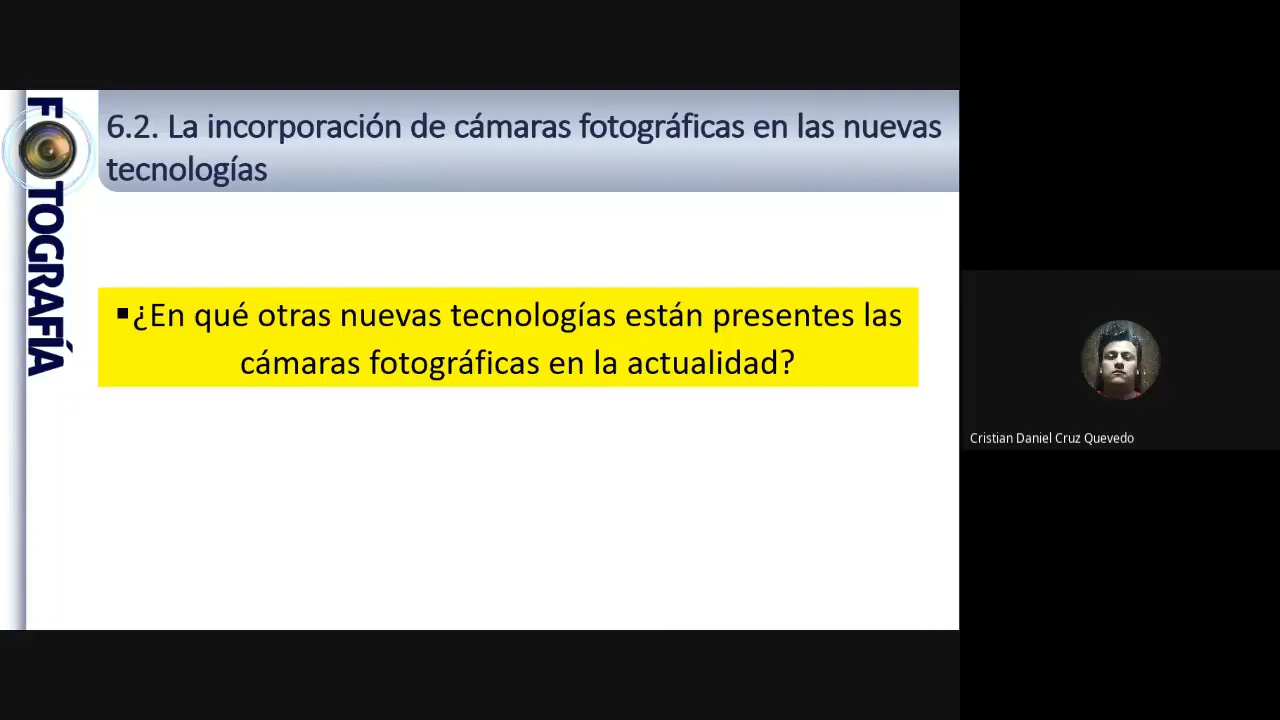 FOTOGRAFÍA
6.2. La incorporación de cámaras fotográficas en las nuevas
tecnologías
▪¿En qué otras nuevas tecnologías están presentes las
cámaras fotográficas en la actualidad?
Cristian Daniel Cruz Quevedo